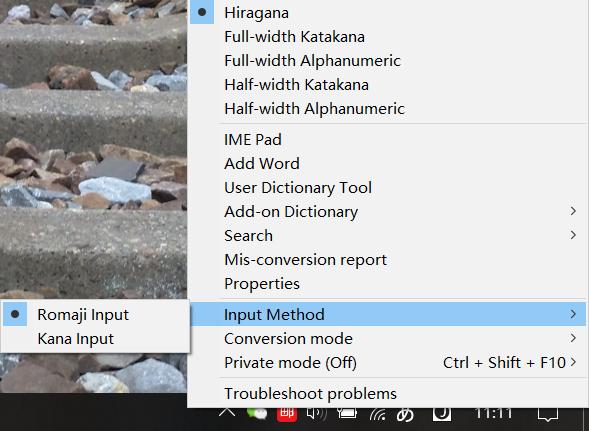 Hiragana
Full-width Katakana
Full-width Alphanumeric
Half-width Katakana
Half-width Alphanumeric
IME Pad
Add Word
User Dictionary Tool
Add-on Dictionary
Search
Mis-conversion report
Properties
Input Method
Romaji Input
Kana Input
Conversion mode
Private mode (Off) Ctrl + Shift + F10
Troubleshoot problems
あ J 11:11